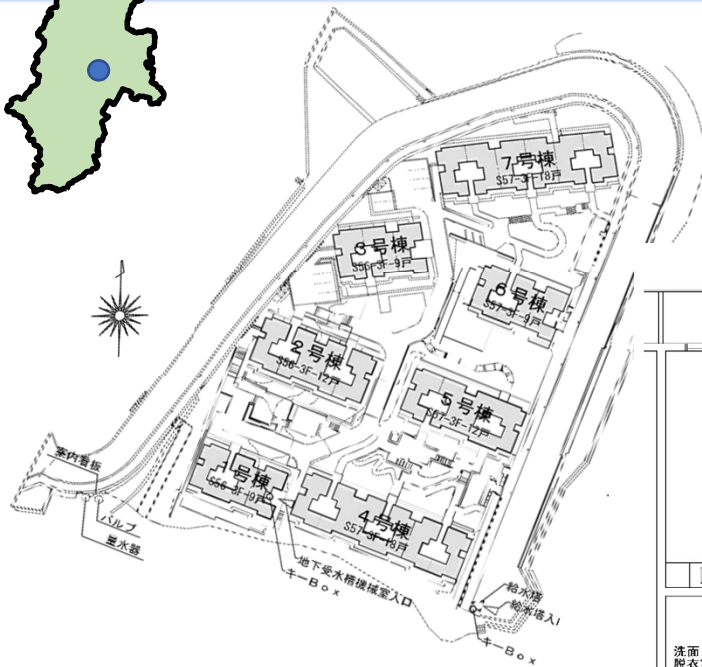 7号棟
S57-3F-18戸
3号棟
S56-3F-9戸
6号棟
S57-3F-9戸
2号棟
S56-3F-12戸
5号棟
S57-3F-12戸
号棟
S56-3F-9戸
4号棟
S57-3F-18戸
案内看板
バルブ
量水器
地下受水槽機械室入口
キーBox
給水塔
給水塔入
キーBox
洗面
脱衣